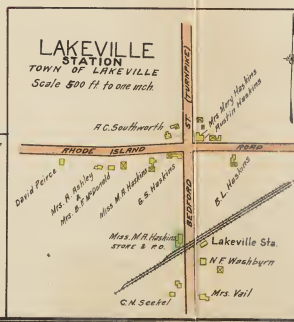 LAKEVILLE
STATION
TOWN OF LAKEVILLE
Scale 500 ft. to one inch.
ST (TURNPIKE)
Mrs. Mary Haskins
Austin Haskins
A.C. Southworth
RHODE ISLAND
ROAD
David Peirce
Mrs. A. Ashley
&
Mrs. E.F. McDonald
Miss M.A. Haskins
G.S. Haskins
B.L. Haskins
BEDFORD
Miss. M.A. Haskins
STORE & P.O.
Lakeville Sta.
N.F. Washburn
C.N. Seekel
Mrs. Vail